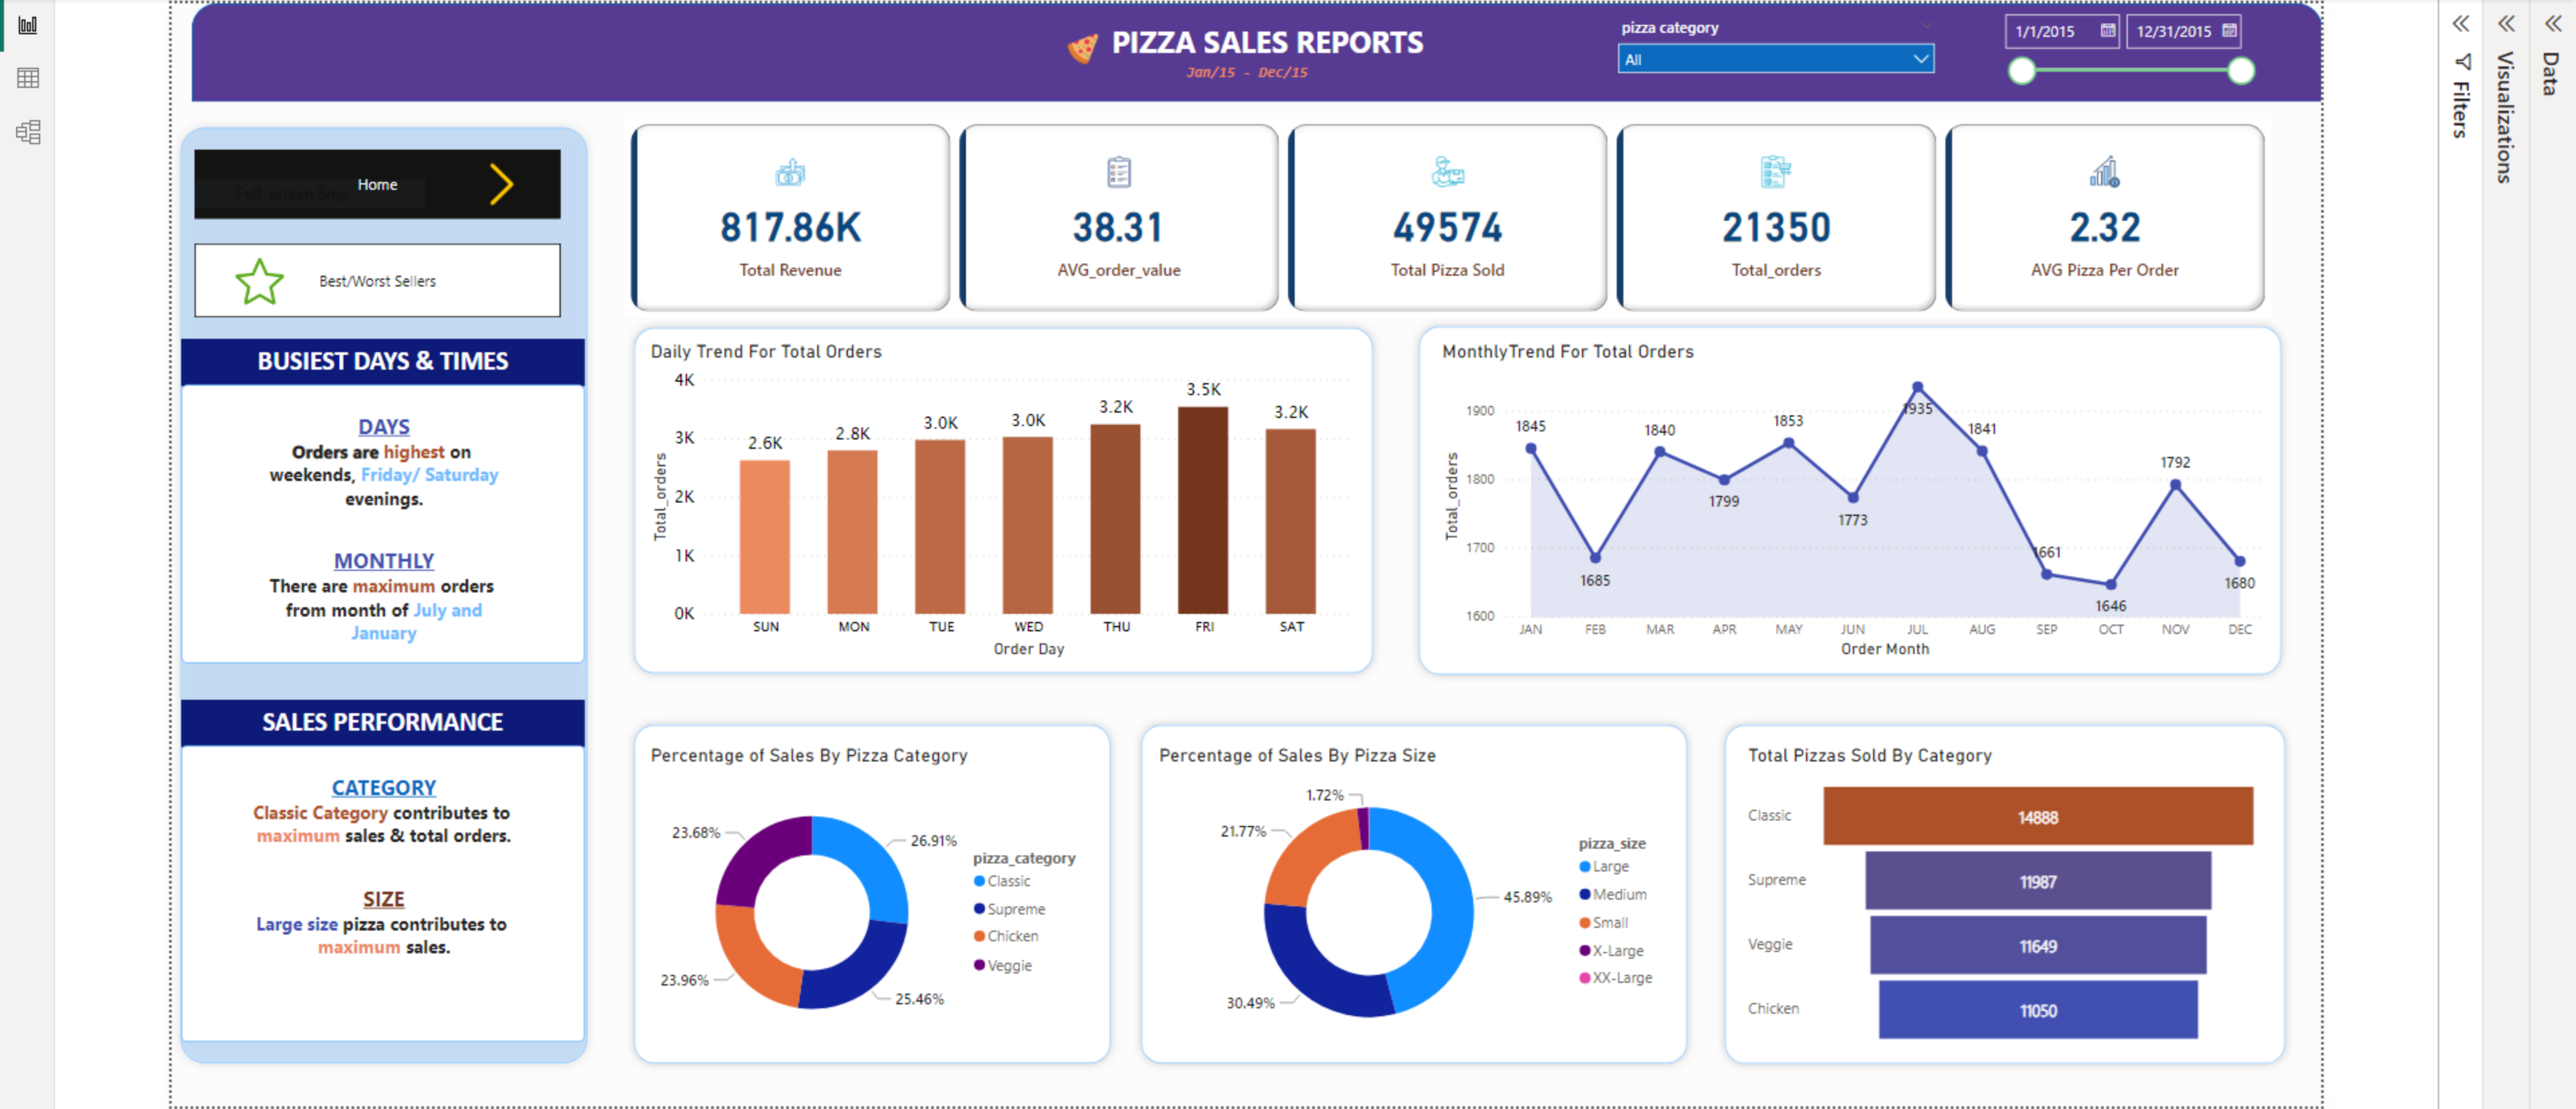 PIZZA SALES REPORTS
Jan/15 - Dec/15
pizza category
All
1/1/2015
12/31/2015
Filters
Visualizations
Data
Home
Full-screen Snip
Best/Worst Sellers
BUSIEST DAYS & TIMES
DAYS
Orders are highest on
weekends, Friday/ Saturday
evenings.
MONTHLY
There are maximum orders
from month of July and
January
SALES PERFORMANCE
CATEGORY
Classic Category contributes to
maximum sales & total orders.
SIZE
Large size pizza contributes to
maximum sales.
817.86K
Total Revenue
38.31
AVG_order_value
49574
Total Pizza Sold
21350
Total_orders
2.32
AVG Pizza Per Order
Daily Trend For Total Orders
Total_orders
4K
3K
2K
1K
0K
2.6K
2.8K
3.0K
3.0K
3.2K
3.5K
3.2K
SUN
MON
TUE
WED
THU
FRI
SAT
Order Day
MonthlyTrend For Total Orders
Total_orders
1900
1800
1700
1600
1845
1685
1840
1799
1853
1773
1935
1841
1661
1646
1792
1680
JAN
FEB
MAR
APR
MAY
JUN
JUL
AUG
SEP
OCT
NOV
DEC
Order Month
Percentage of Sales By Pizza Category
23.68%
26.91%
23.96%
25.46%
pizza_category
Classic
Supreme
Chicken
Veggie
Percentage of Sales By Pizza Size
1.72%
21.77%
45.89%
30.49%
pizza_size
Large
Medium
Small
X-Large
XX-Large
Total Pizzas Sold By Category
Classic
14888
Supreme
11987
Veggie
11649
Chicken
11050